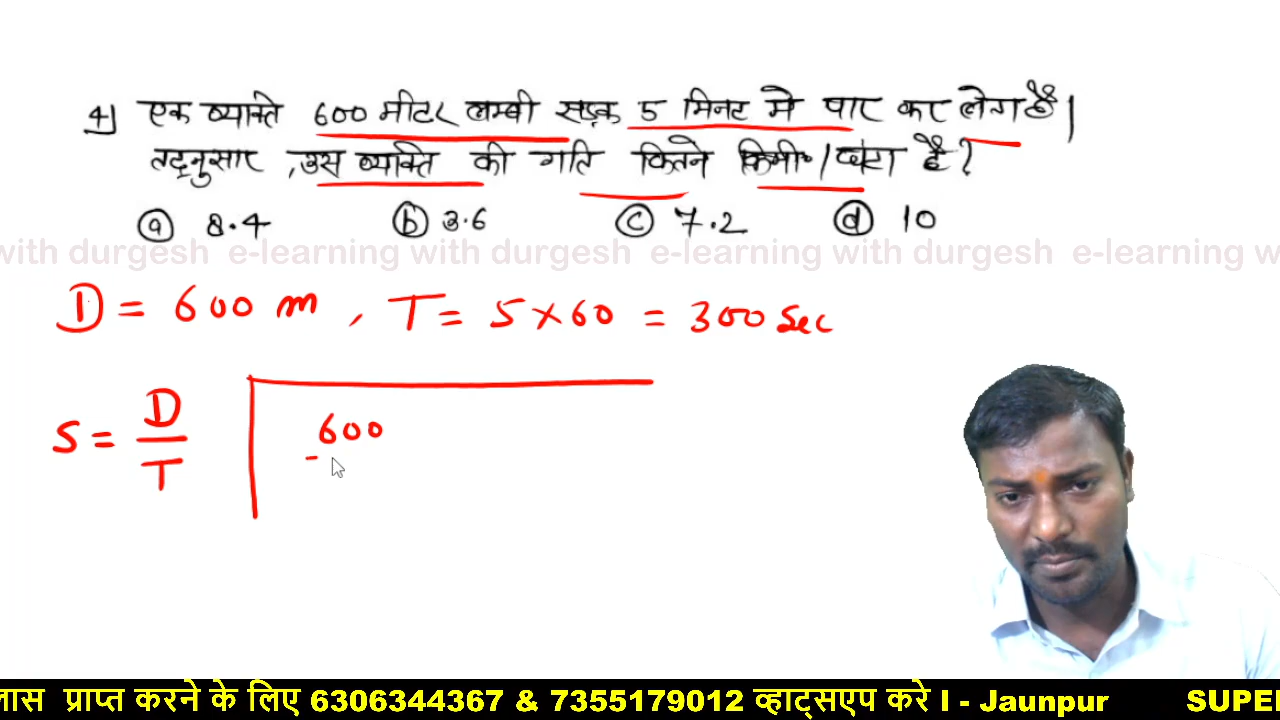 4] एक व्यक्ति 600 मीटर लम्बी सड़क 5 मिनट मे पार कर लेता है।
तद्नुसार, उस व्यक्ति की गति कितने किमी०/घण्टा है?
ⓐ 8.4 ⓑ 3.6 ⓒ 7.2 ⓓ 10
with durgesh e-learning with durgesh e-learning with durgesh e-learning
D = 600 m , T = 5×60 = 300 Sec
S = D/T
600
-
लास प्राप्त करने के लिए 6306344367 & 7355179012 व्हाट्सएप करे I - Jaunpur SUPE